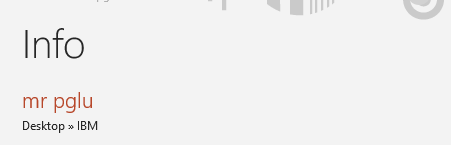 Info
mr pglu
Desktop » IBM